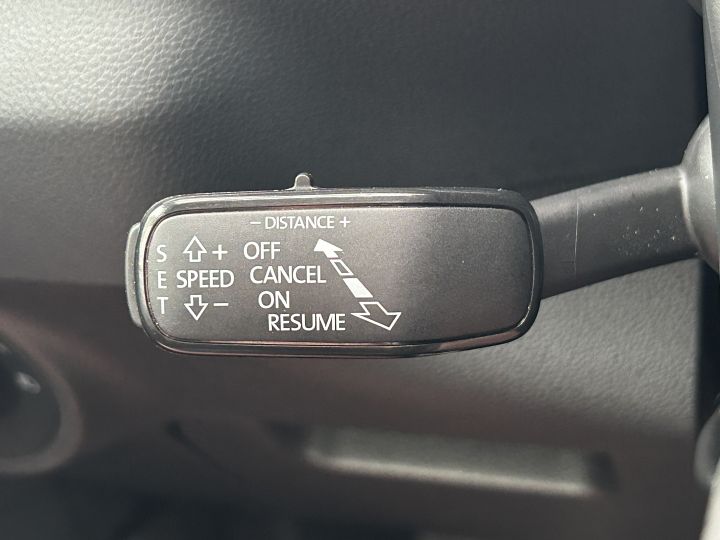 – DISTANCE +
S + OFF
E SPEED CANCEL
T – ON
RESUME